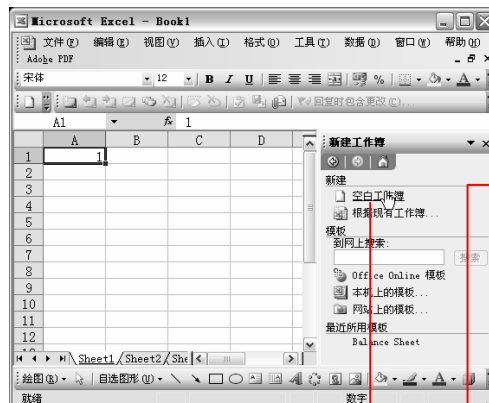 Microsoft Excel - Book1
文件(F) 编辑(E) 视图(V) 插入(I) 格式(O) 工具(T) 数据(D) 窗口(W) 帮助(H)
Adobe PDF
宋体 12 B I U %
回复时包含更改(C)...
A1 fx 1
A B C D
1 1
2
3
4
5
6
7
8
9
10
11
12
新建工作簿
新建
空白工作簿
根据现有工作簿...
模板
到网上搜索:
搜索
Office Online 模板
本机上的模板...
网站上的模板...
最近所用模板
Balance Sheet
Sheet1 Sheet2 She
绘图(R) 自选图形(U) A
就绪 数字